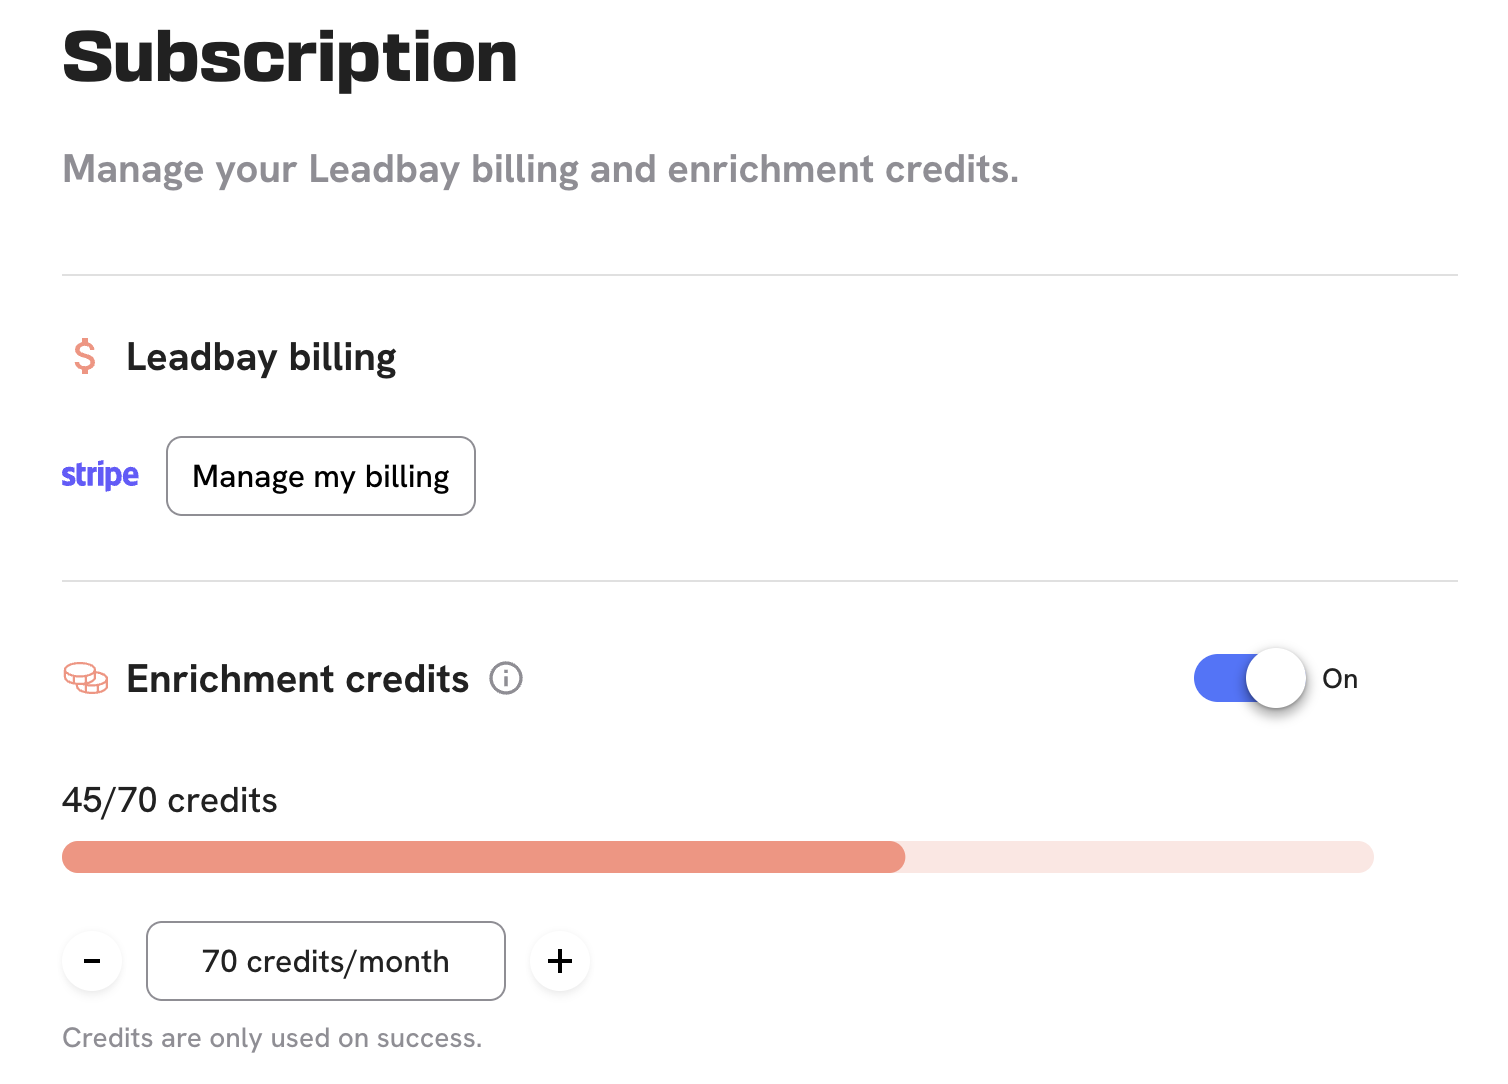 Subscription
Manage your Leadbay billing and enrichment credits.
$ Leadbay billing
stripe Manage my billing
Enrichment credits i On
45/70 credits
- 70 credits/month +
Credits are only used on success.